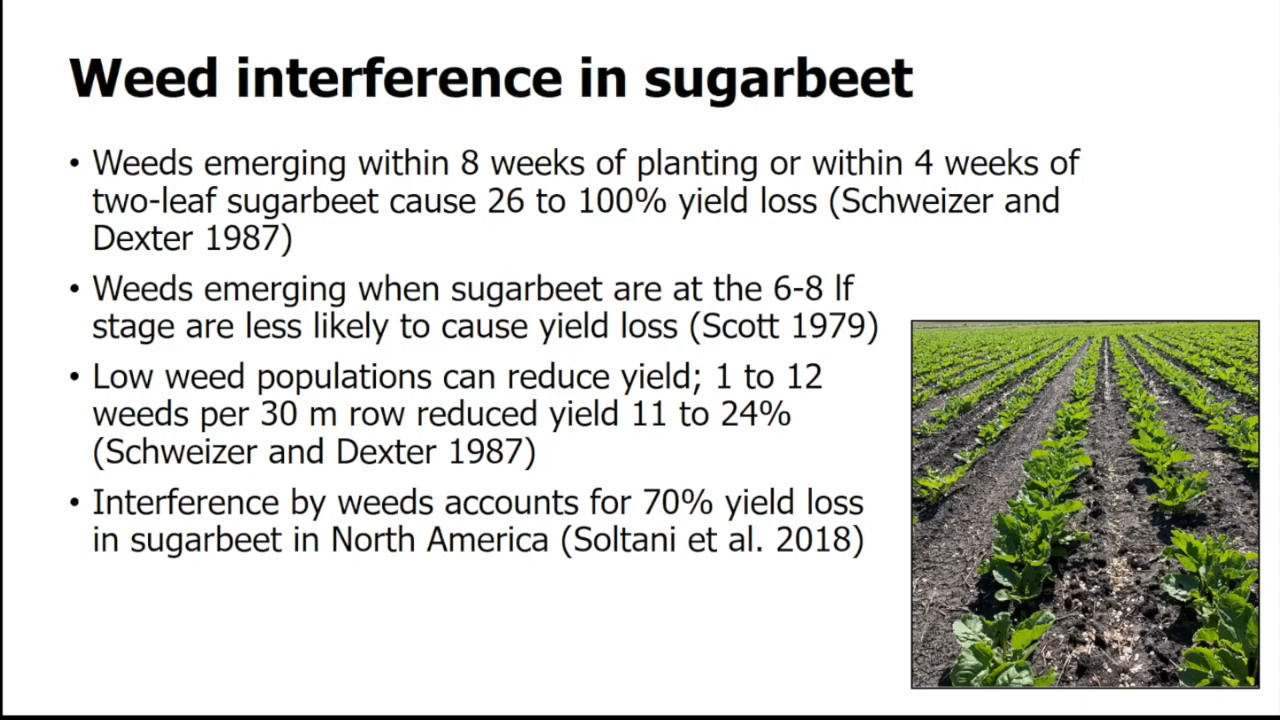 Weed interference in sugarbeet
• Weeds emerging within 8 weeks of planting or within 4 weeks of
two-leaf sugarbeet cause 26 to 100% yield loss (Schweizer and
Dexter 1987)
• Weeds emerging when sugarbeet are at the 6-8 lf
stage are less likely to cause yield loss (Scott 1979)
• Low weed populations can reduce yield; 1 to 12
weeds per 30 m row reduced yield 11 to 24%
(Schweizer and Dexter 1987)
• Interference by weeds accounts for 70% yield loss
in sugarbeet in North America (Soltani et al. 2018)